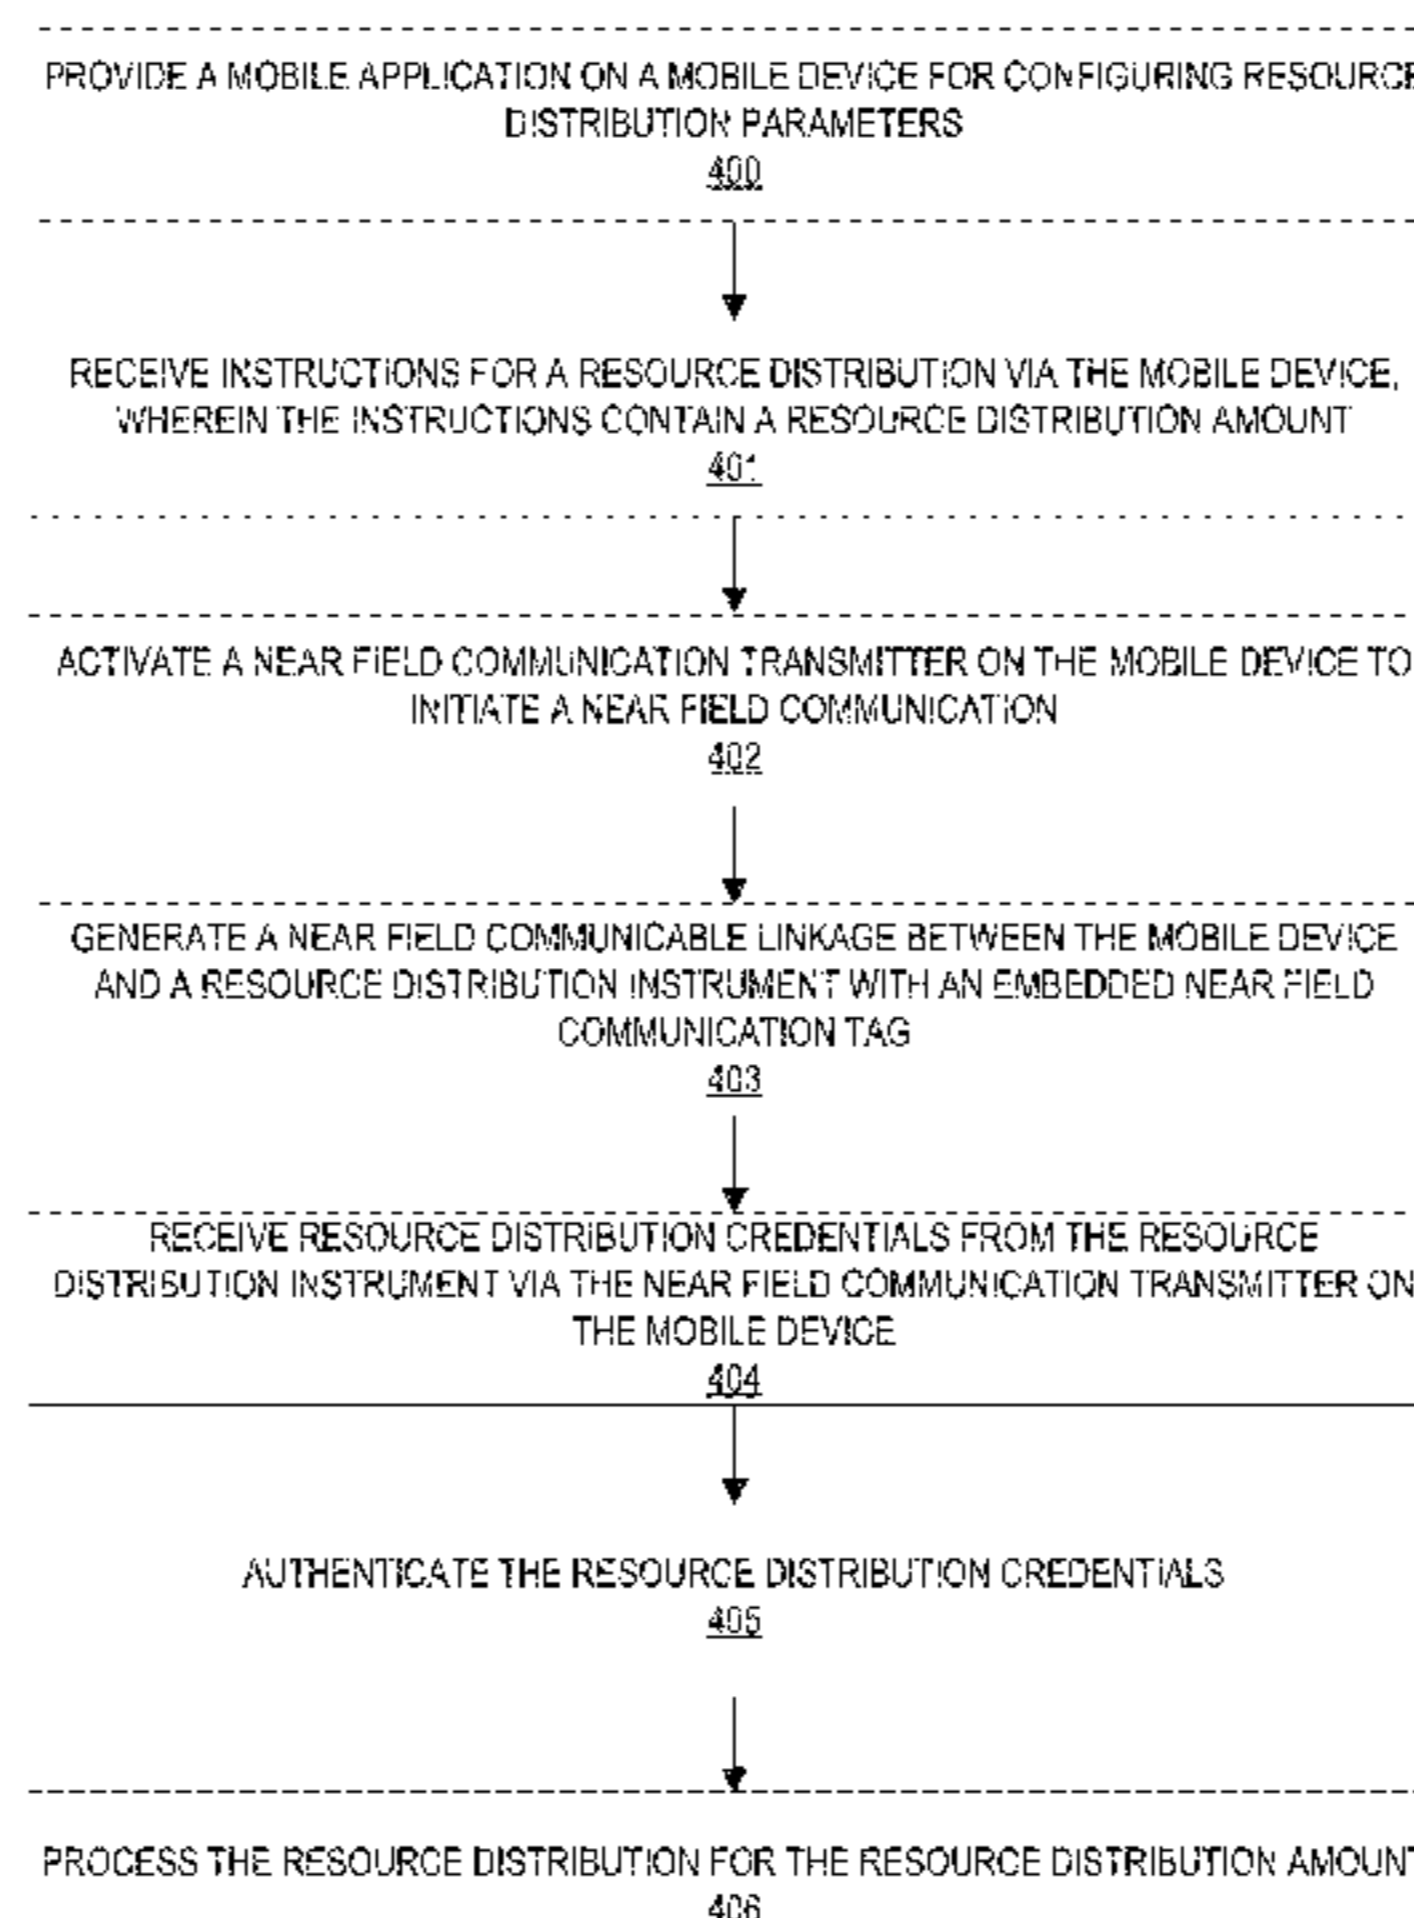 PROVIDE A MOBILE APPLICATION ON A MOBILE DEVICE FOR CONFIGURING RESOURCE
DISTRIBUTION PARAMETERS
400
RECEIVE INSTRUCTIONS FOR A RESOURCE DISTRIBUTION VIA THE MOBILE DEVICE,
WHEREIN THE INSTRUCTIONS CONTAIN A RESOURCE DISTRIBUTION AMOUNT
401
ACTIVATE A NEAR FIELD COMMUNICATION TRANSMITTER ON THE MOBILE DEVICE TO
INITIATE A NEAR FIELD COMMUNICATION
402
GENERATE A NEAR FIELD COMMUNICABLE LINKAGE BETWEEN THE MOBILE DEVICE
AND A RESOURCE DISTRIBUTION INSTRUMENT WITH AN EMBEDDED NEAR FIELD
COMMUNICATION TAG
403
RECEIVE RESOURCE DISTRIBUTION CREDENTIALS FROM THE RESOURCE
DISTRIBUTION INSTRUMENT VIA THE NEAR FIELD COMMUNICATION TRANSMITTER ON
THE MOBILE DEVICE
404
AUTHENTICATE THE RESOURCE DISTRIBUTION CREDENTIALS
405
PROCESS THE RESOURCE DISTRIBUTION FOR THE RESOURCE DISTRIBUTION AMOUNT
406